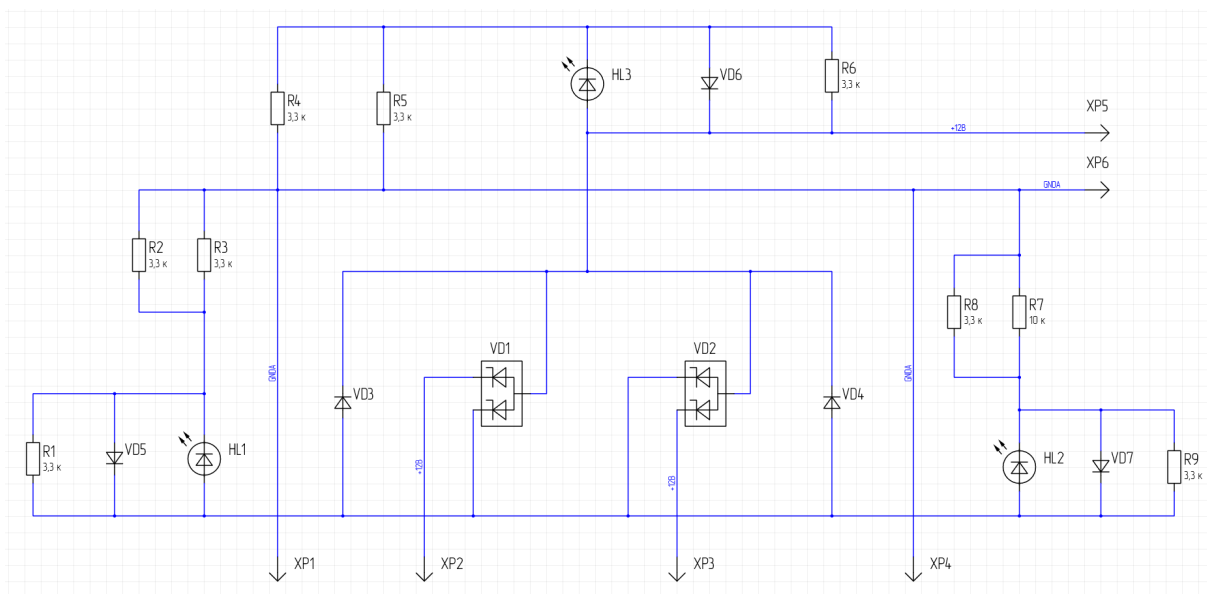 HL3
VD6
R6
3,3 к
R4
3,3 к
R5
3,3 к
XP5
+12В
XP6
GNDA
R2
3,3 к
R3
3,3 к
R8
3,3 к
R7
10 к
VD1
VD2
GNDA
GNDA
VD3
VD4
R1
3,3 к
VD5
HL1
HL2
VD7
R9
3,3 к
+12В
+12В
XP1
XP2
XP3
XP4